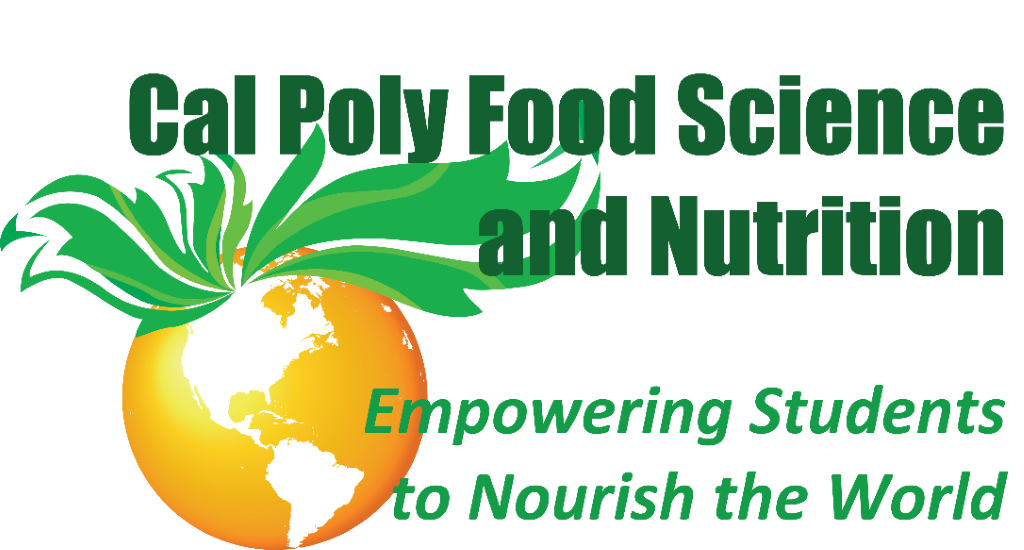 Cal Poly Food Science
and Nutrition
Empowering Students
to Nourish the World